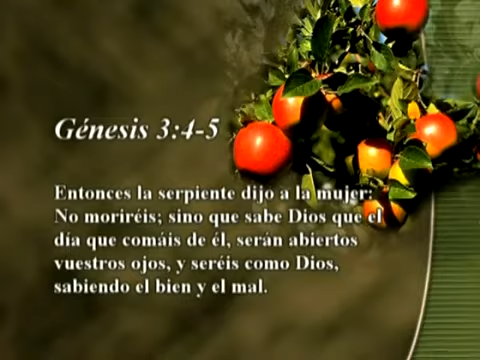 Génesis 3:4-5
Entonces la serpiente dijo a la mujer:
No moriréis; sino que sabe Dios que el
día que comáis de él, serán abiertos
vuestros ojos, y seréis como Dios,
sabiendo el bien y el mal.